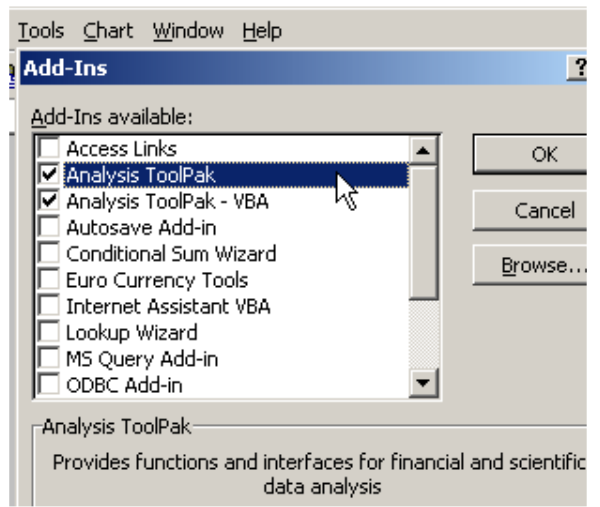 Tools Chart Window Help
Add-Ins ?
Add-Ins available:
Access Links
Analysis ToolPak
Analysis ToolPak - VBA
Autosave Add-in
Conditional Sum Wizard
Euro Currency Tools
Internet Assistant VBA
Lookup Wizard
MS Query Add-in
ODBC Add-in
OK
Cancel
Browse...
Analysis ToolPak
Provides functions and interfaces for financial and scientific
data analysis